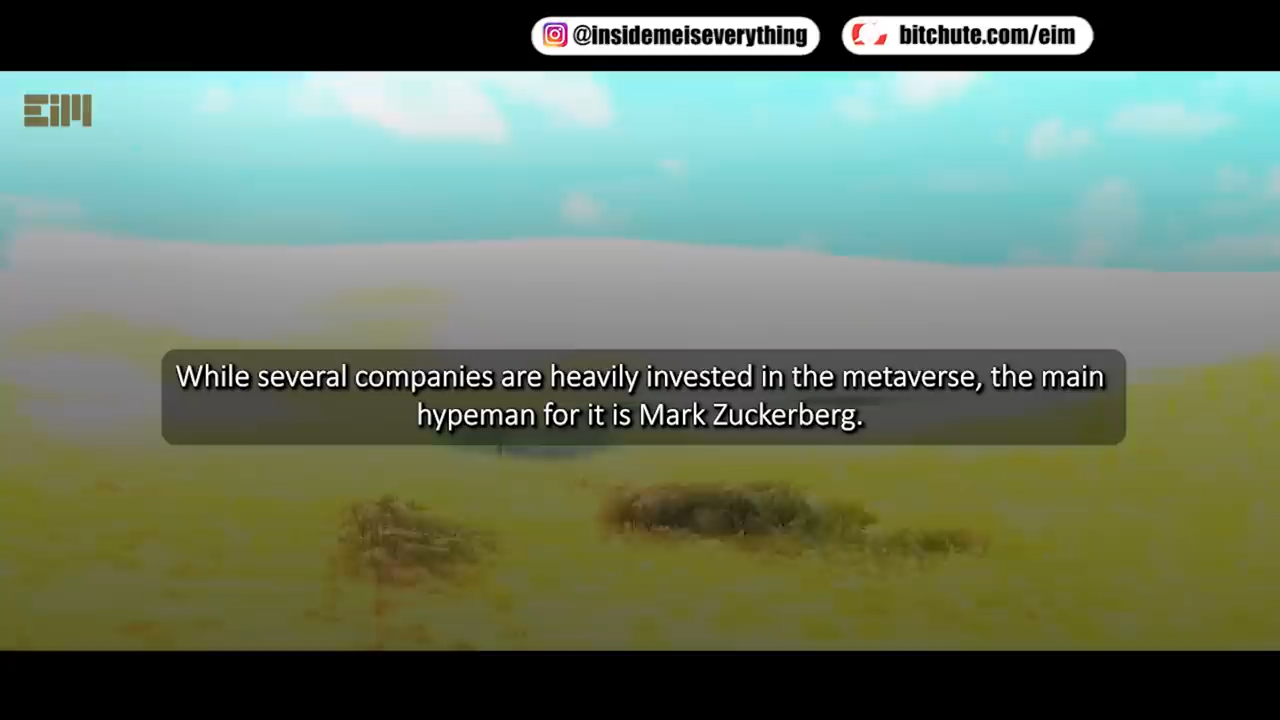 @insidemeiseverything
bitchute.com/eim
EiM
While several companies are heavily invested in the metaverse, the main
hypeman for it is Mark Zuckerberg.